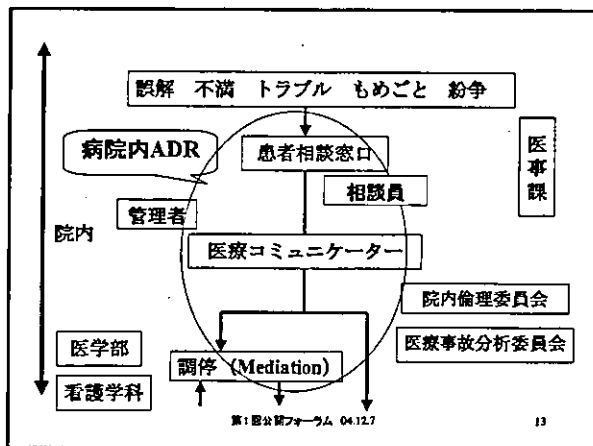 誤解 不満 トラブル もめごと 紛争
病院内ADR
患者相談窓口
医事課
相談員
管理者
院内
医療コミュニケーター
院内倫理委員会
医学部
医療事故分析委員会
調停 (Mediation)
看護学科
第1回公開フォーラム 04.12.7
13